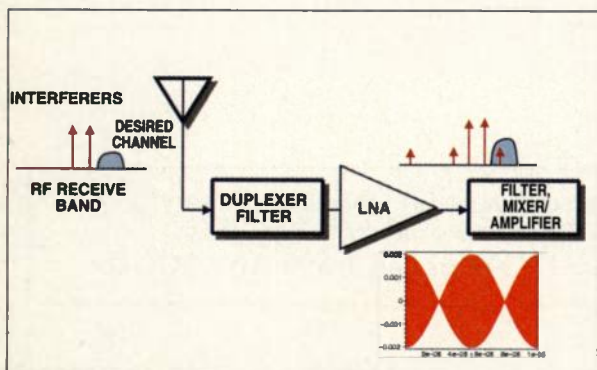 INTERFERERS
DESIRED
CHANNEL
RF RECEIVE
BAND
DUPLEXER
FILTER
LNA
FILTER,
MIXER/
AMPLIFIER
0.002
0.001
0
-0.001
-0.002